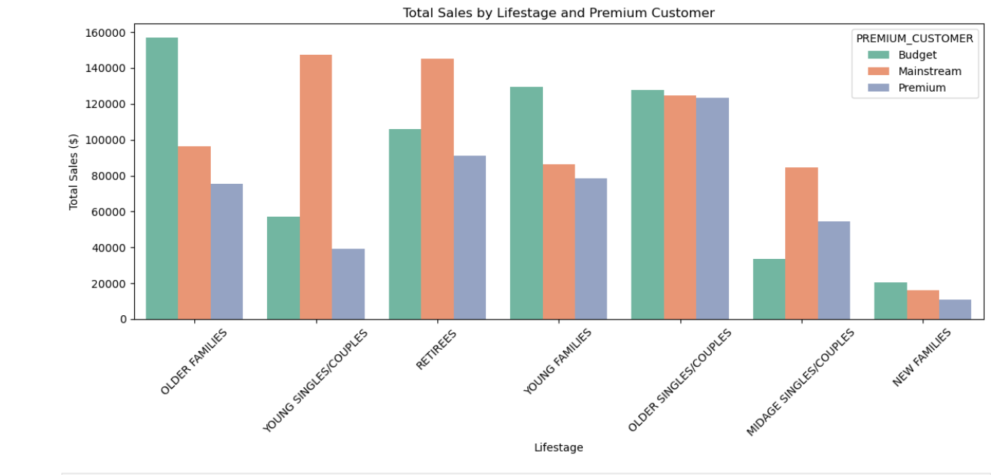 Total Sales by Lifestage and Premium Customer
160000
140000
120000
100000
80000
60000
40000
20000
0
Total Sales ($)
PREMIUM_CUSTOMER
Budget
Mainstream
Premium
OLDER FAMILIES
YOUNG SINGLES/COUPLES
RETIREES
YOUNG FAMILIES
OLDER SINGLES/COUPLES
MIDAGE SINGLES/COUPLES
NEW FAMILIES
Lifestage